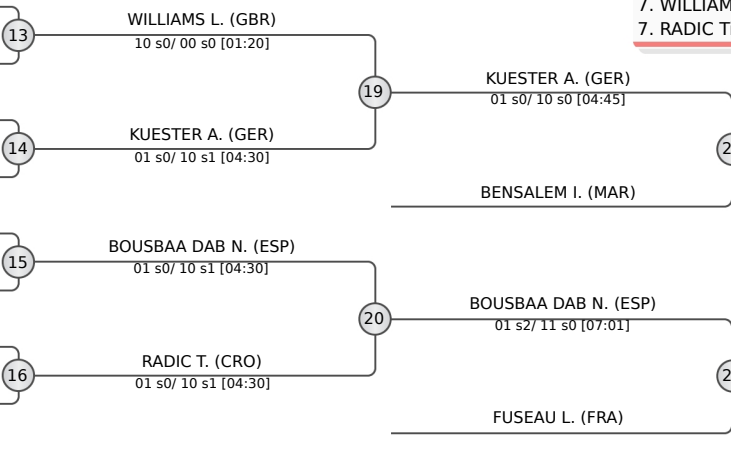 7. WILLIAM
7. RADIC
WILLIAMS L. (GBR)
13
10 s0/ 00 s0 [01:20]
KUESTER A. (GER)
19
01 s0/ 10 s0 [04:45]
KUESTER A. (GER)
14
01 s0/ 10 s1 [04:30]
BENSALEM I. (MAR)
BOUSBAA DAB N. (ESP)
15
01 s0/ 10 s1 [04:30]
BOUSBAA DAB N. (ESP)
20
01 s2/ 11 s0 [07:01]
RADIC T. (CRO)
16
01 s0/ 10 s1 [04:30]
FUSEAU L. (FRA)